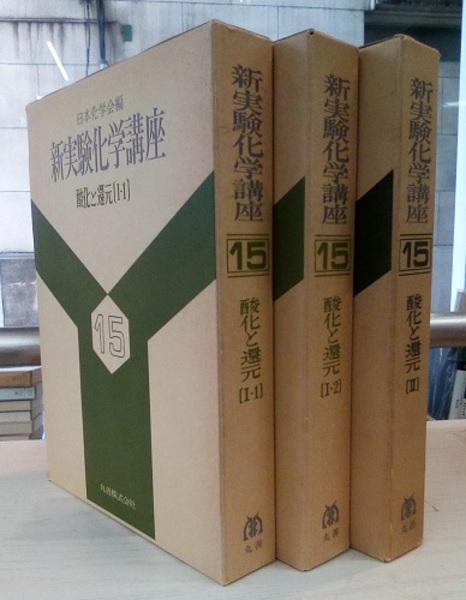 日本化学会編
新実験化学講座
酸化と還元[I-1]
15
丸善株式会社
新実験化学講座
15
酸化と還元
[I-1]
丸善
新実験化学講座
15
酸化と還元
[I-2]
丸善
新実験化学講座
15
酸化と還元
[II]
丸善